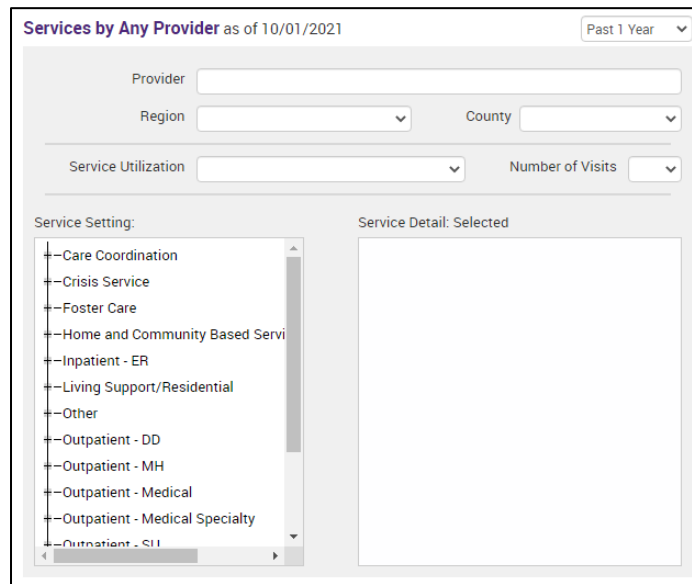 Services by Any Provider as of 10/01/2021 Past 1 Year
Provider
Region County
Service Utilization Number of Visits
Service Setting: Service Detail: Selected
Care Coordination
Crisis Service
Foster Care
Home and Community Based Servi
Inpatient - ER
Living Support/Residential
Other
Outpatient - DD
Outpatient - MH
Outpatient - Medical
Outpatient - Medical Specialty
Outpatient - SU